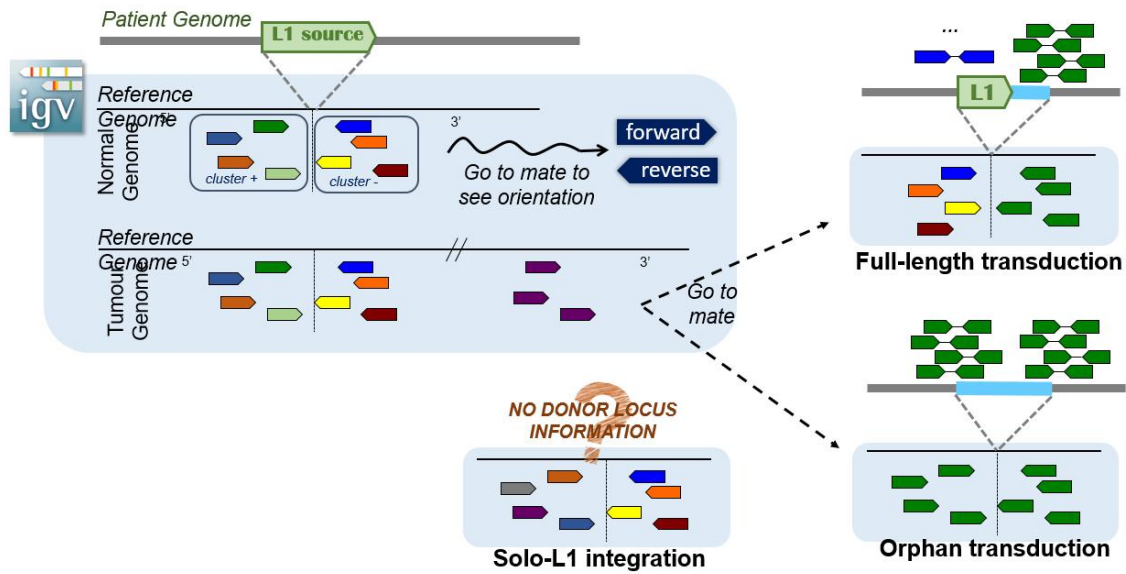 Patient Genome
L1 source
igv
Reference
Genome
5'
3'
Normal
Genome
cluster +
cluster -
Go to mate to
see orientation
forward
reverse
Reference
Genome
5'
3'
Tumour
Genome
Go to
mate
...
L1
Full-length transduction
NO DONOR LOCUS
INFORMATION
?
Solo-L1 integration
Orphan transduction